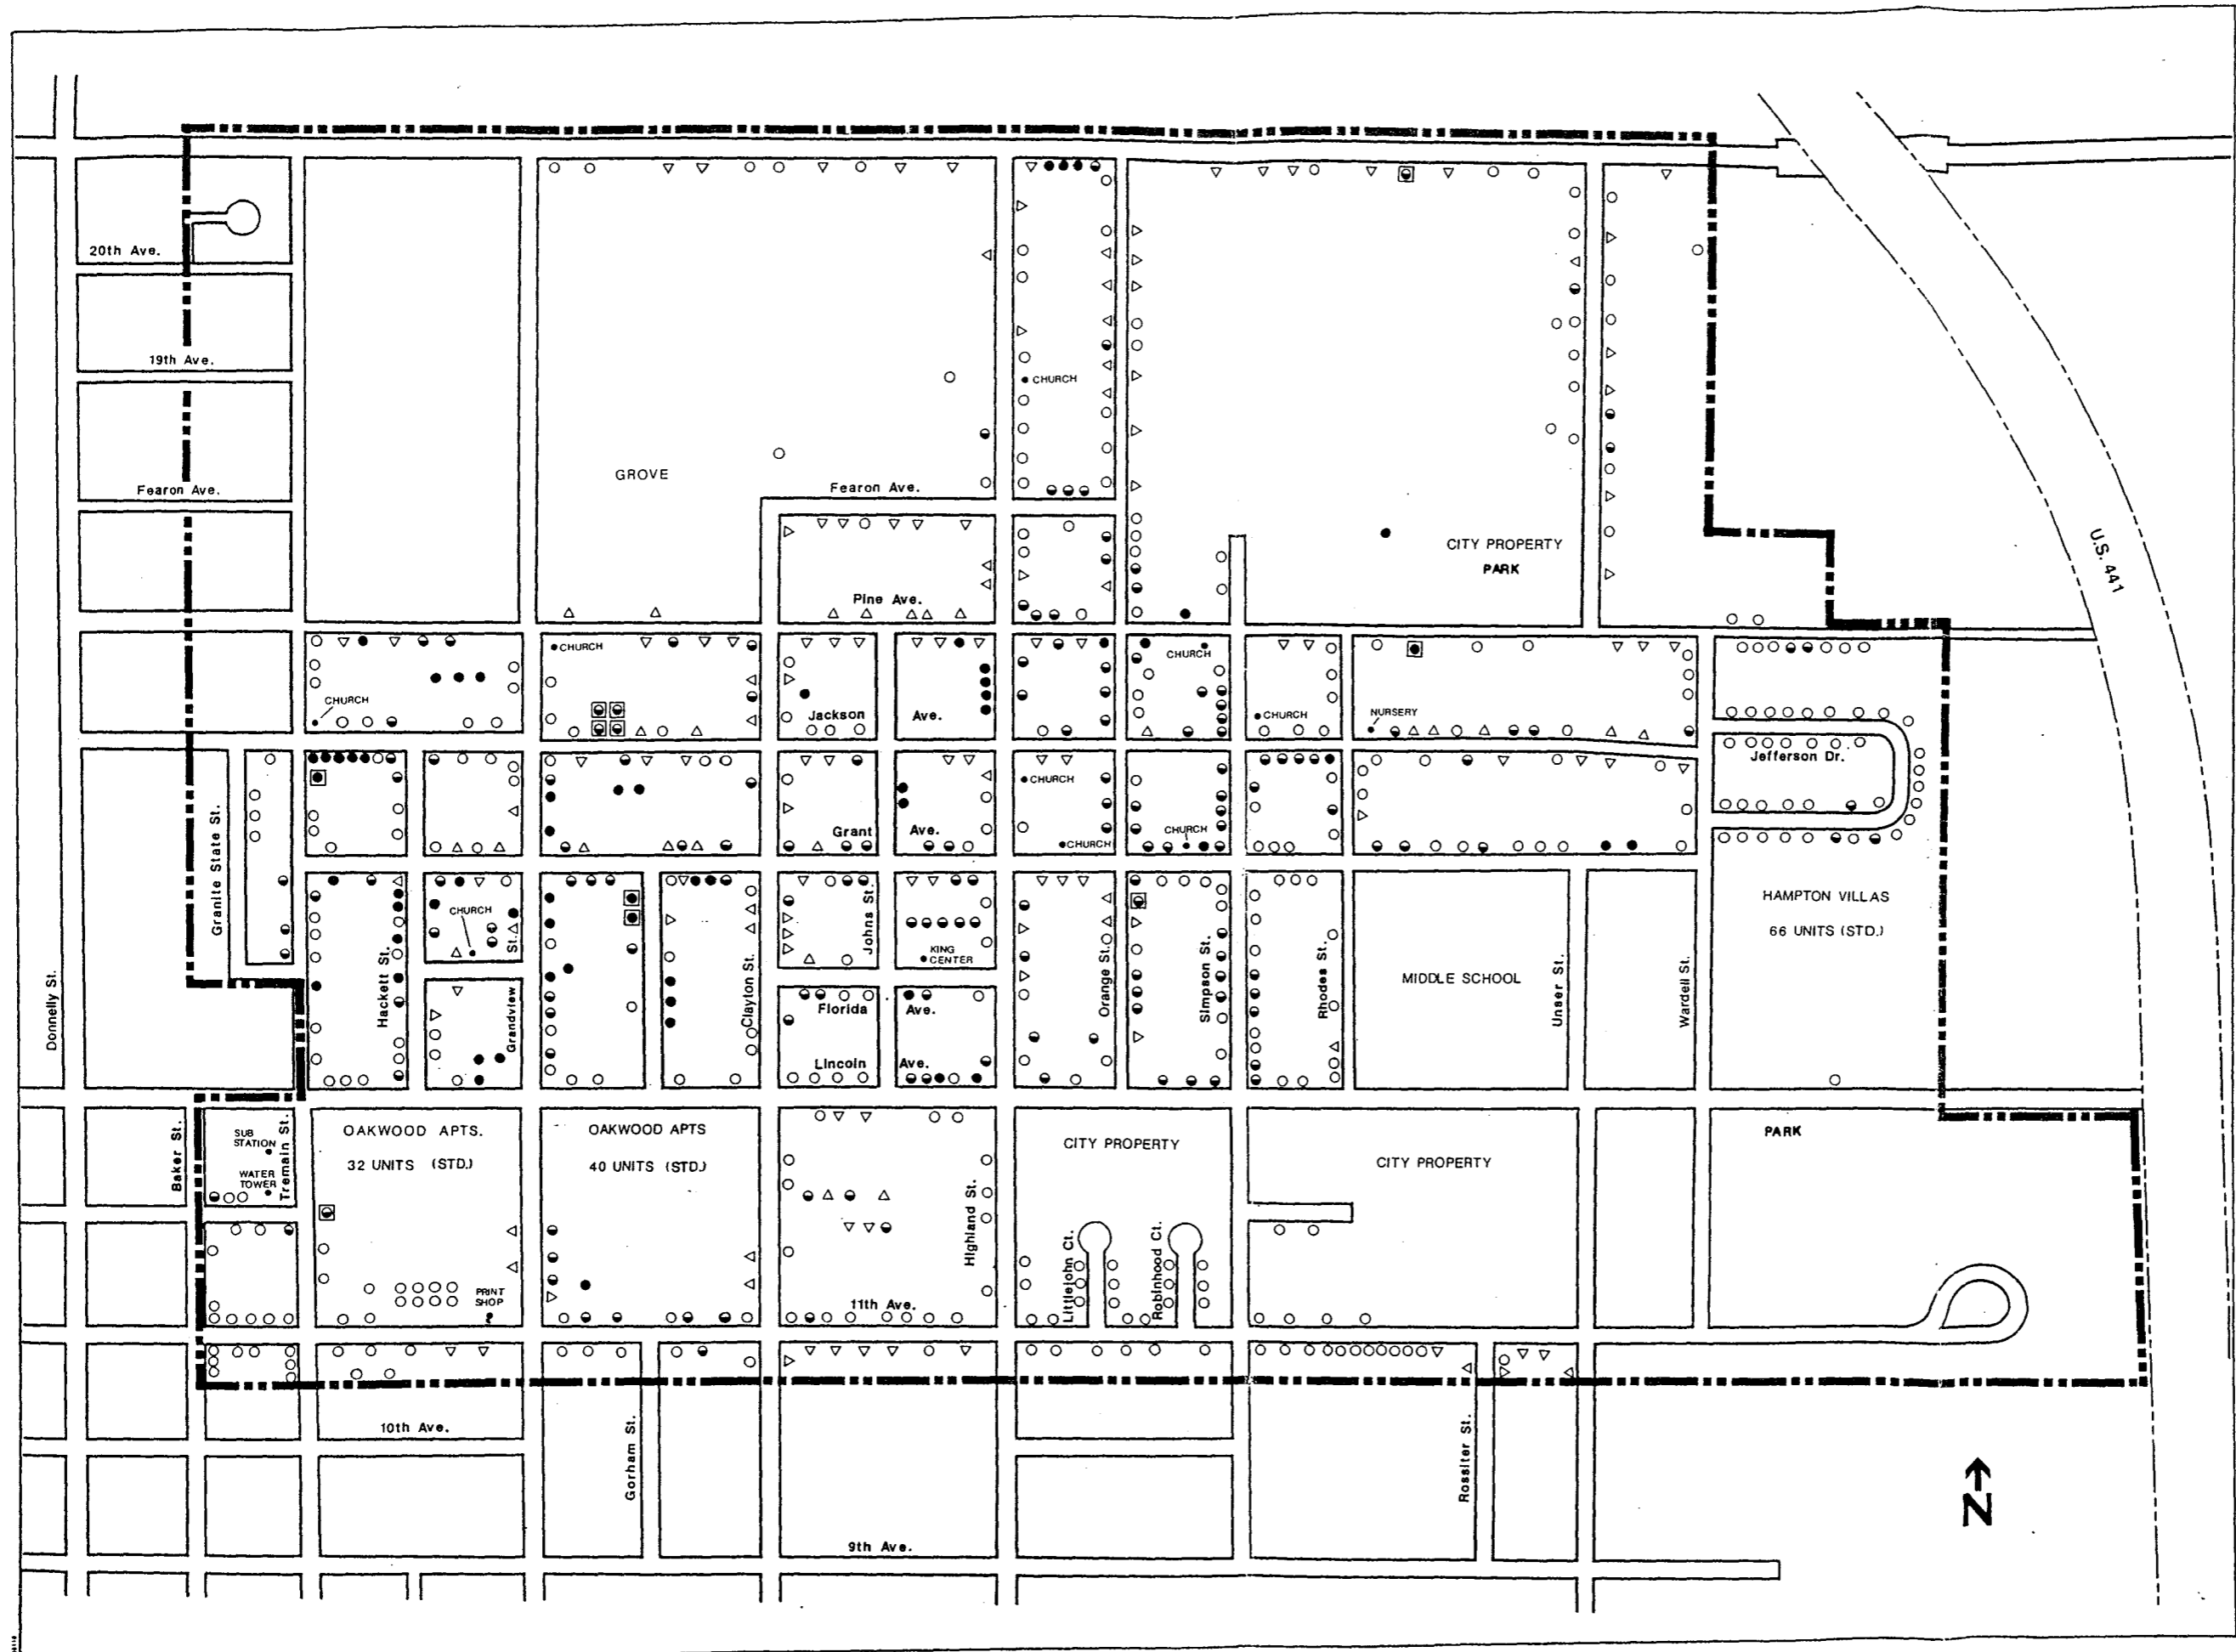 20th Ave.
19th Ave.
CHURCH
GROVE
Fearon Ave.
Fearon Ave.
U.S. 441
CITY PROPERTY
PARK
Pine Ave.
CHURCH
CHURCH
CHURCH
Jackson
Ave.
CHURCH
NURSERY
Jefferson Dr.
CHURCH
Grant
Ave.
CHURCH
CHURCH
Granite State St.
HAMPTON VILLAS
66 UNITS (STD.)
CHURCH
KING
CENTER
MIDDLE SCHOOL
Donnelly St.
Hackett St.
Grandview
St.
Clayton St.
Johns St.
Orange St.
Simpson St.
Rhodes St.
Unser St.
Wardell St.
Florida
Ave.
Lincoln
Ave.
Baker St.
SUB
STATION
WATER
TOWER
Tremain St.
OAKWOOD APTS.
32 UNITS (STD.)
OAKWOOD APTS
40 UNITS (STD.)
CITY PROPERTY
CITY PROPERTY
PARK
Highland St.
Littlejohn Ct.
Robinhood Ct.
PRINT
SHOP
11th Ave.
10th Ave.
Gorham St.
Rossiter St.
9th Ave.
N